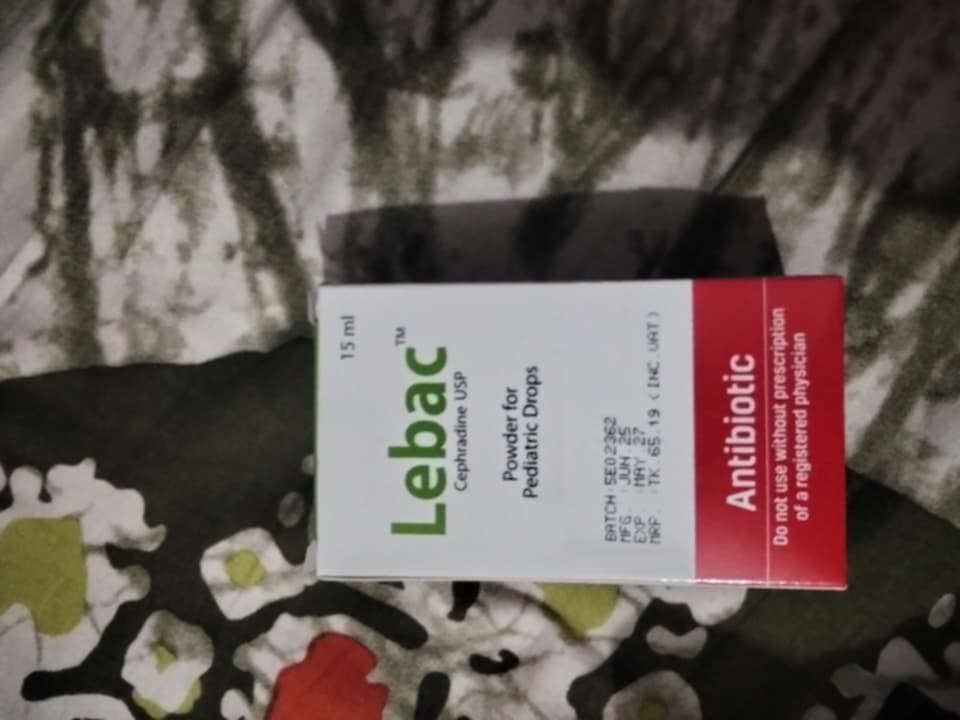 15 ml
Lebac™
Cephradine USP
Powder for
Pediatric Drops
BATCH:5E02362
MFG. :JUN 25
EXP. :MAY 27
MRP. :TK.65.19 (INC.VAT)
Antibiotic
Do not use without prescription
of a registered physician